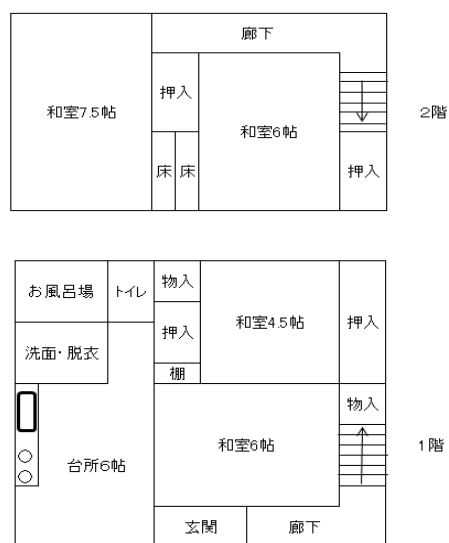 廊下
押入
和室7.5帖
2階
和室6帖
床
床
押入
お風呂場
トイレ
物入
和室4.5帖
押入
押入
洗面・脱衣
棚
物入
和室6帖
1階
台所6帖
玄関
廊下